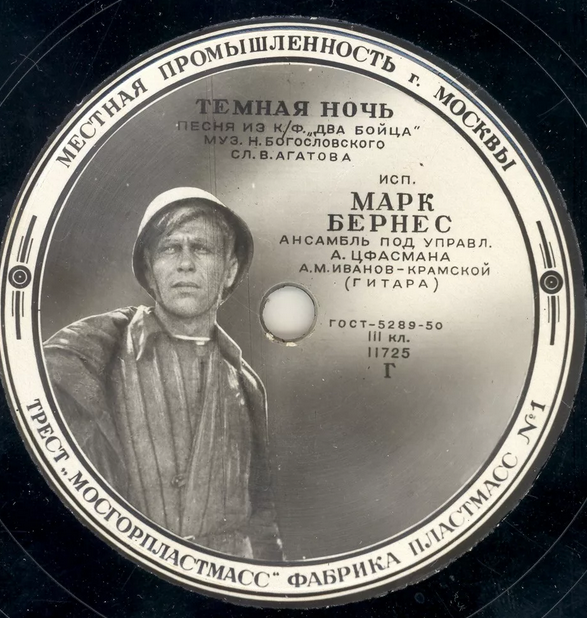 МЕСТНАЯ ПРОМЫШЛЕННОСТЬ г. МОСКВЫ
ТЕМНАЯ НОЧЬ
ПЕСНЯ ИЗ К/Ф. „ДВА БОЙЦА"
МУЗ. Н. БОГОСЛОВСКОГО
СЛ. В. АГАТОВА
ИСП.
МАРК
БЕРНЕС
АНСАМБЛЬ ПОД УПРАВЛ.
А. ЦФАСМАНА
А. М. ИВАНОВ-КРАМСКОЙ
(ГИТАРА)
ГОСТ-5289-50
III кл.
11725
Г
ТРЕСТ „МОСГОРПЛАСТМАСС" ФАБРИКА ПЛАСТМАСС №1